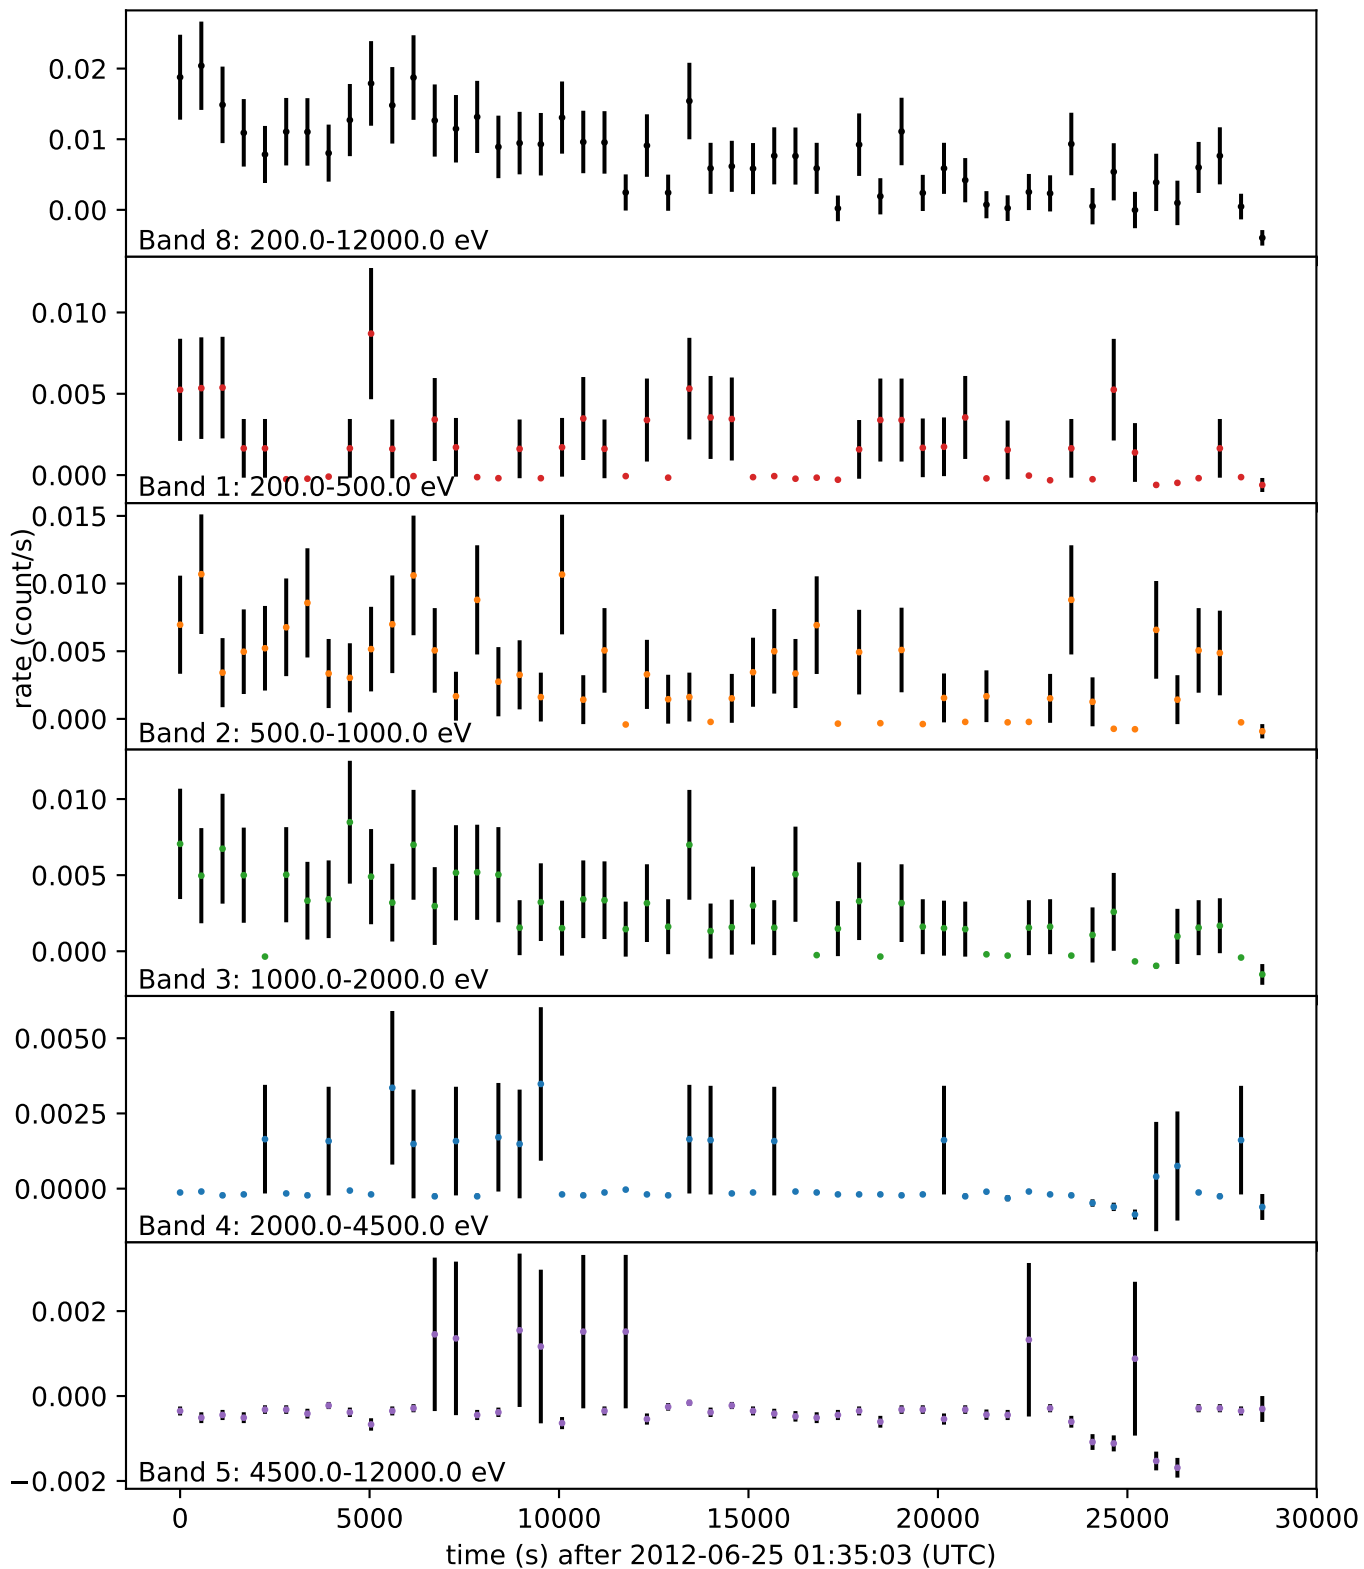 0.02
0.01
0.00
Band 8: 200.0-12000.0 eV
0.010
0.005
0.000
Band 1: 200.0-500.0 eV
0.015
0.010
0.005
0.000
rate (count/s)
Band 2: 500.0-1000.0 eV
0.010
0.005
0.000
Band 3: 1000.0-2000.0 eV
0.0050
0.0025
0.0000
Band 4: 2000.0-4500.0 eV
0.002
0.000
−0.002
Band 5: 4500.0-12000.0 eV
0 5000 10000 15000 20000 25000 30000
time (s) after 2012-06-25 01:35:03 (UTC)